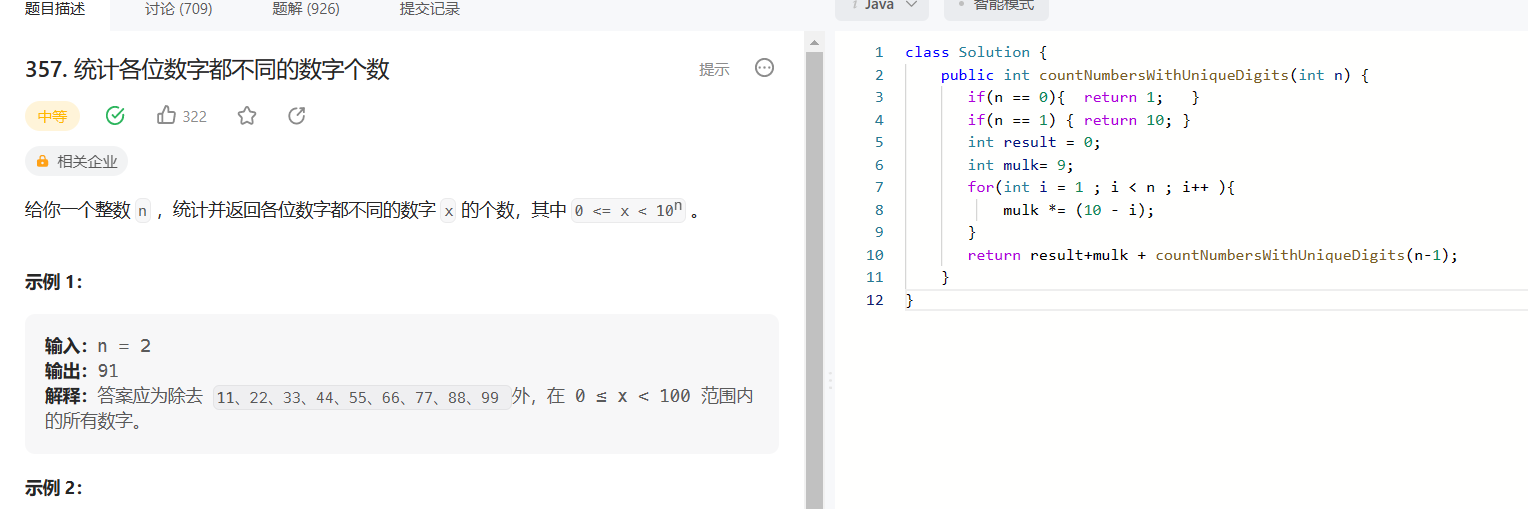 题目描述 讨论 (709) 题解 (926) 提交记录
357. 统计各位数字都不同的数字个数
提示
中等 322
相关企业
给你一个整数 n ，统计并返回各位数字都不同的数字 x 的个数，其中 0 <= x < 10ⁿ 。
示例 1：
输入：n = 2
输出：91
解释：答案应为除去 11、22、33、44、55、66、77、88、99 外，在 0 ≤ x < 100 范围内
的所有数字。
示例 2：
i Java 智能模式
1 class Solution {
2 public int countNumbersWithUniqueDigits(int n) {
3 if(n == 0){  return 1;   }
4 if(n == 1) { return 10; }
5 int result = 0;
6 int mulk= 9;
7 for(int i = 1 ; i < n ; i++ ){
8 mulk *= (10 - i);
9 }
10 return result+mulk + countNumbersWithUniqueDigits(n-1);
11 }
12 }